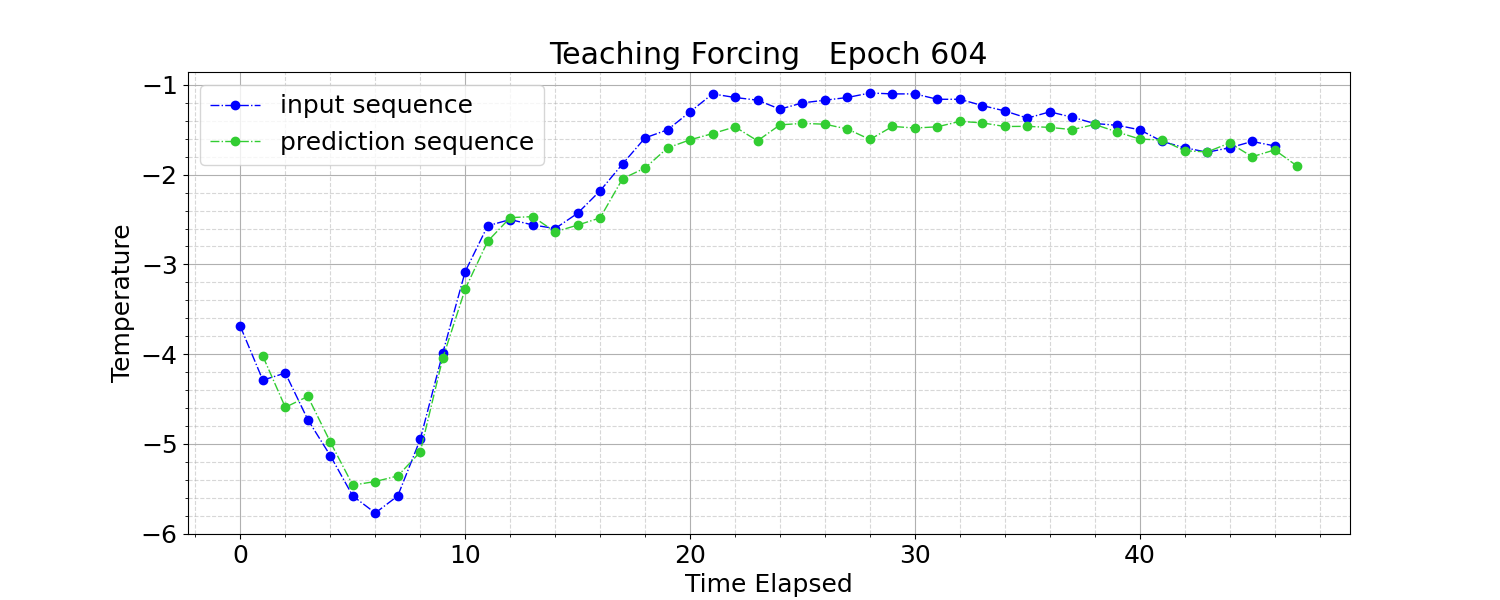 Teaching Forcing   Epoch 604
input sequence
prediction sequence
Temperature
−1
−2
−3
−4
−5
−6
0 10 20 30 40
Time Elapsed